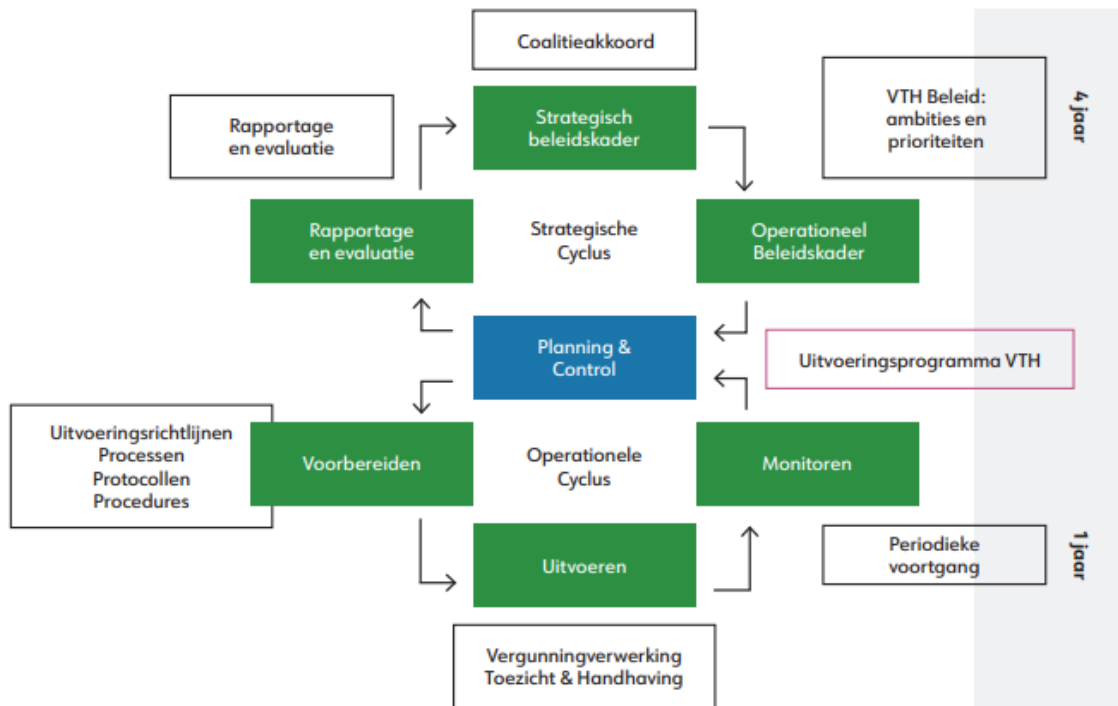 Coalitieakkoord
Strategisch
beleidskader
VTH Beleid:
ambities en
prioriteiten
4 jaar
Rapportage
en evaluatie
Rapportage
en evaluatie
Strategische
Cyclus
Operationeel
Beleidskader
Planning &
Control
Uitvoeringsprogramma VTH
Uitvoeringsrichtlijnen
Processen
Protocollen
Procedures
Voorbereiden
Operationele
Cyclus
Monitoren
Uitvoeren
Periodieke
voortgang
1 jaar
Vergunningverwerking
Toezicht & Handhaving